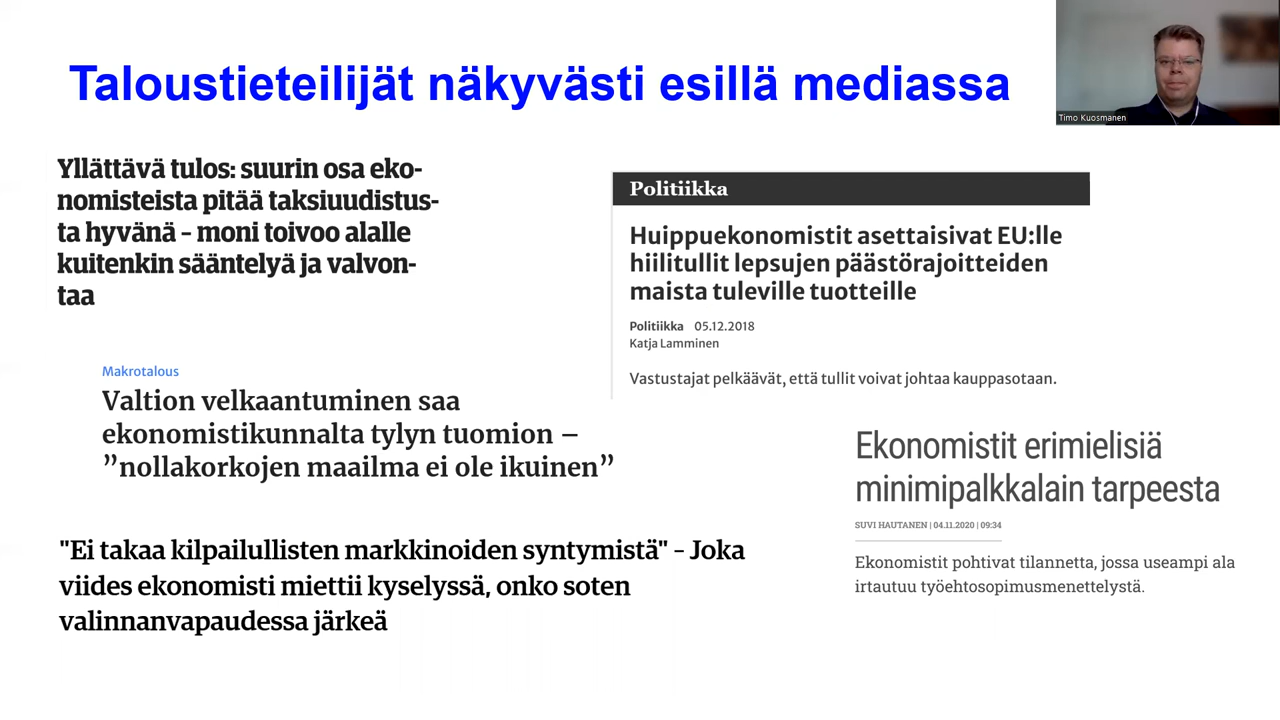 Taloustieteilijät näkyvästi esillä mediassa
Timo Kuosmanen
Yllättävä tulos: suurin osa eko-
nomisteista pitää taksiuudistus-
ta hyvänä – moni toivoo alalle
kuitenkin sääntelyä ja valvon-
taa
Politiikka
Huippuekonomistit asettaisivat EU:lle
hiilitullit lepsujen päästörajoitteiden
maista tuleville tuotteille
Politiikka 05.12.2018
Katja Lamminen
Vastustajat pelkäävät, että tullit voivat johtaa kauppasotaan.
Makrotalous
Valtion velkaantuminen saa
ekonomistikunnalta tylyn tuomion –
”nollakorkojen maailma ei ole ikuinen”
Ekonomistit erimielisiä
minimipalkkalain tarpeesta
SUVI HAUTANEN | 04.11.2020 | 09:34
Ekonomistit pohtivat tilannetta, jossa useampi ala
irtautuu työehtosopimusmenettelystä.
"Ei takaa kilpailullisten markkinoiden syntymistä" – Joka
viides ekonomisti miettii kyselyssä, onko soten
valinnanvapaudessa järkeä